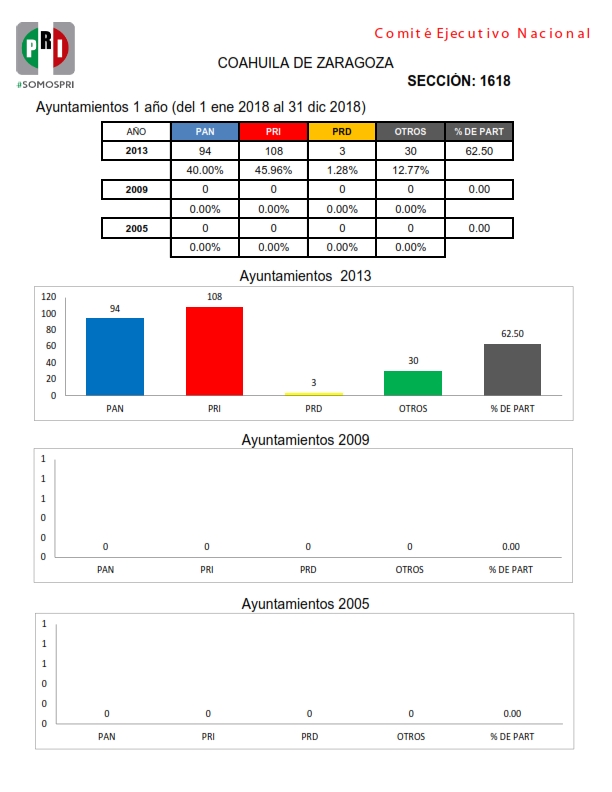 Comité Ejecutivo Nacional
PRI
#SOMOSPRI
COAHUILA DE ZARAGOZA
SECCIÓN: 1618
Ayuntamientos 1 año (del 1 ene 2018 al 31 dic 2018)
AÑO PAN PRI PRD OTROS % DE PART
2013 94 108 3 30 62.50
40.00% 45.96% 1.28% 12.77%
2009 0 0 0 0 0.00
0.00% 0.00% 0.00% 0.00%
2005 0 0 0 0 0.00
0.00% 0.00% 0.00% 0.00%
Ayuntamientos 2013
120
100
80
60
40
20
0
94 108 3 30 62.50
PAN PRI PRD OTROS % DE PART
Ayuntamientos 2009
1
1
1
0
0
0
0 0 0 0 0.00
PAN PRI PRD OTROS % DE PART
Ayuntamientos 2005
1
1
1
0
0
0
0 0 0 0 0.00
PAN PRI PRD OTROS % DE PART